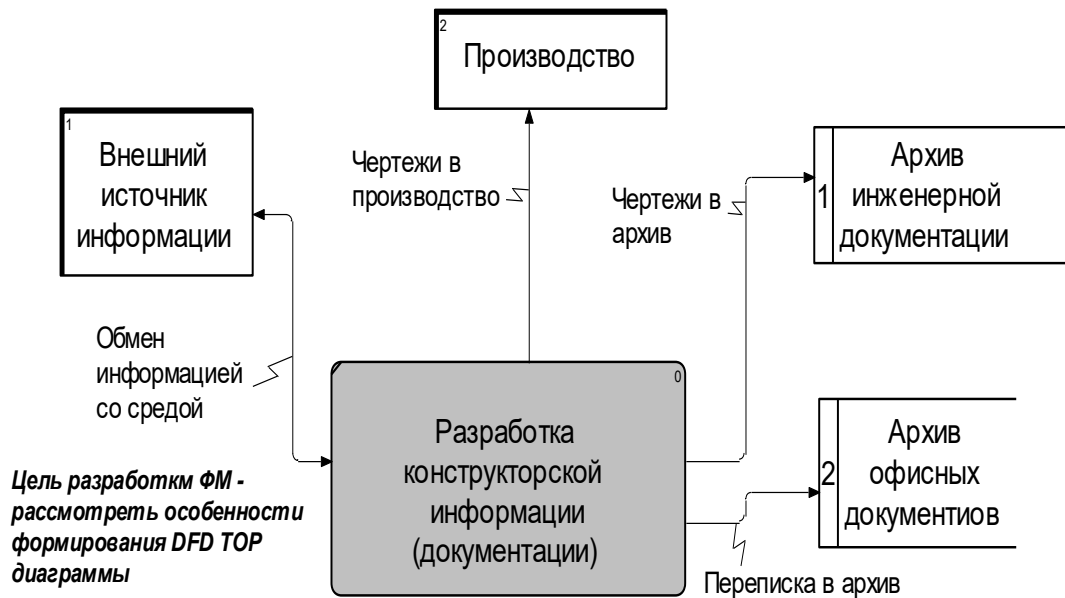 2
Производство
1
Внешний
источник
информации
Чертежи в
производство
Чертежи в
архив
1
Архив
инженерной
документации
Обмен
информацией
со средой
0
Разработка
конструкторской
информации
(документации)
2
Архив
офисных
документиов
Переписка в архив
Цель разработкм ФМ -
рассмотреть особенности
формирования DFD TOP
диаграммы